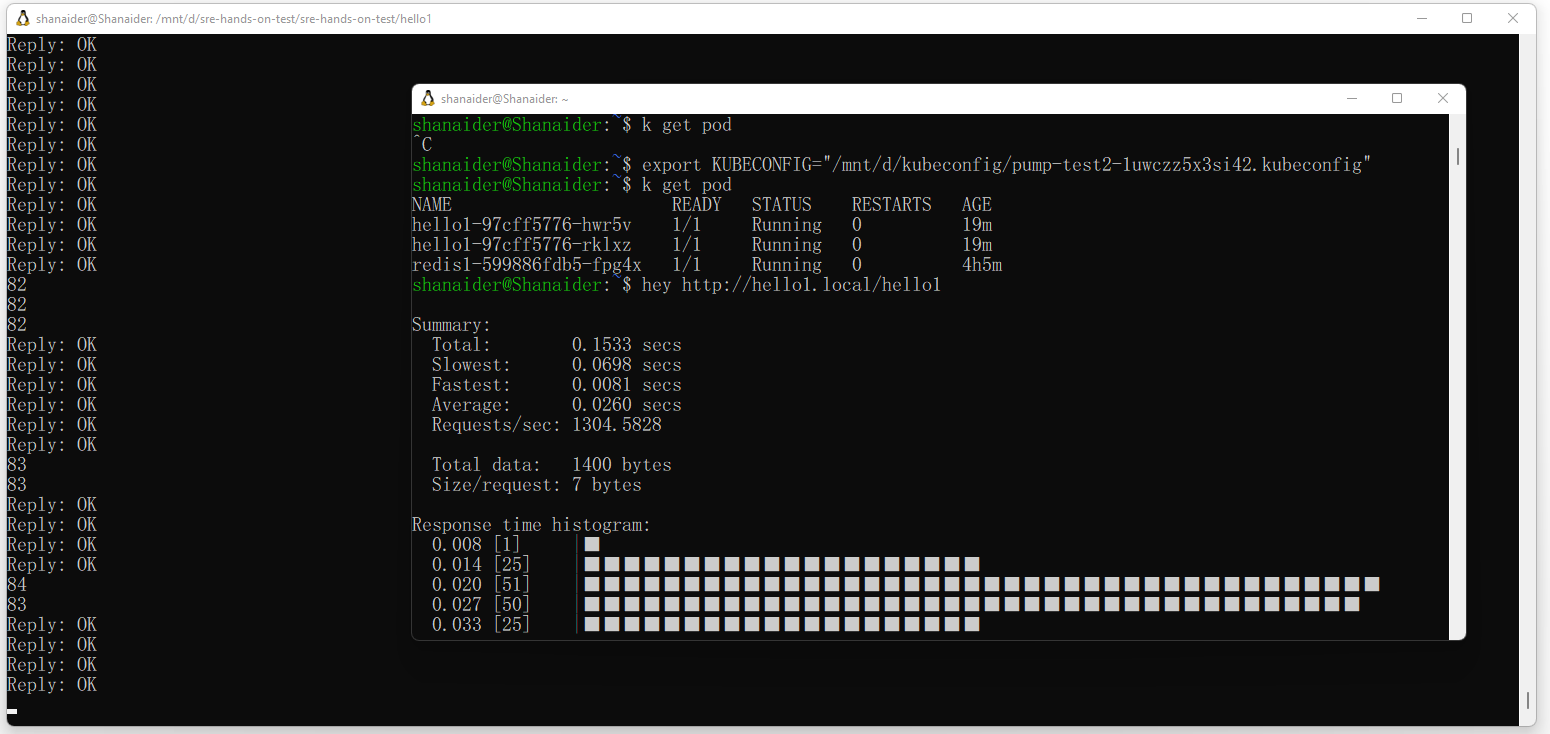 shanaider@Shanaider: /mnt/d/sre-hands-on-test/sre-hands-on-test/hello1
Reply: OK
Reply: OK
Reply: OK
Reply: OK
Reply: OK
Reply: OK
Reply: OK
Reply: OK
Reply: OK
Reply: OK
Reply: OK
Reply: OK
82
82
82
Reply: OK
Reply: OK
Reply: OK
Reply: OK
Reply: OK
Reply: OK
83
83
Reply: OK
Reply: OK
Reply: OK
Reply: OK
84
83
Reply: OK
Reply: OK
Reply: OK
Reply: OK
shanaider@Shanaider: ~
shanaider@Shanaider:~$ k get pod
^C
shanaider@Shanaider:~$ export KUBECONFIG="/mnt/d/kubeconfig/pump-test2-1uwczz5x3si42.kubeconfig"
shanaider@Shanaider:~$ k get pod
NAME READY STATUS RESTARTS AGE
hello1-97cff5776-hwr5v 1/1 Running 0 19m
hello1-97cff5776-rklxz 1/1 Running 0 19m
redis1-599886fdb5-fpg4x 1/1 Running 0 4h5m
shanaider@Shanaider:~$ hey http://hello1.local/hello1
Summary:
Total: 0.1533 secs
Slowest: 0.0698 secs
Fastest: 0.0081 secs
Average: 0.0260 secs
Requests/sec: 1304.5828
Total data: 1400 bytes
Size/request: 7 bytes
Response time histogram:
0.008 [1] |■
0.014 [25] |■■■■■■■■■■■■■■■■■■■■
0.020 [51] |■■■■■■■■■■■■■■■■■■■■■■■■■■■■■■■■■■■■■■■■
0.027 [50] |■■■■■■■■■■■■■■■■■■■■■■■■■■■■■■■■■■■■■■■
0.033 [25] |■■■■■■■■■■■■■■■■■■■■